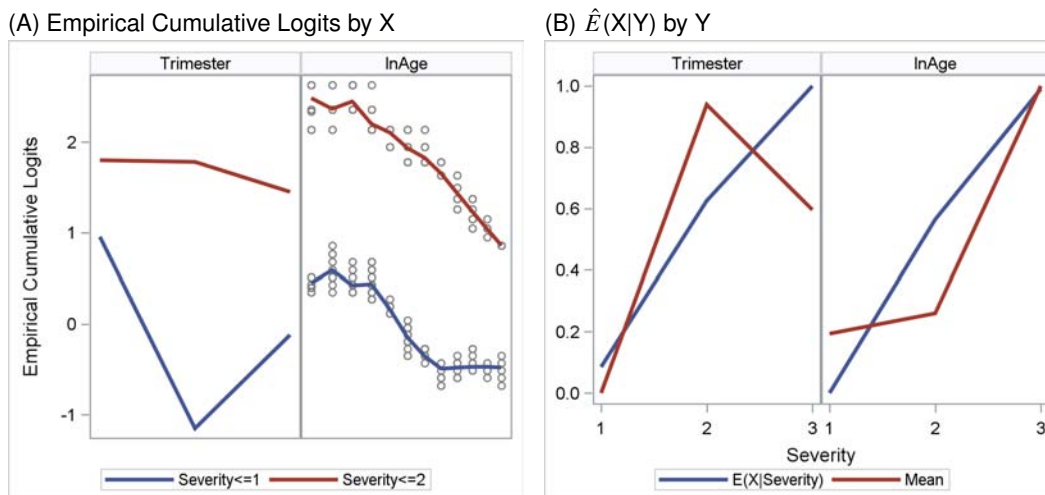 (A) Empirical Cumulative Logits by X
Trimester
lnAge
Empirical Cumulative Logits
2
1
0
-1
Severity<=1
Severity<=2
(B) Ê(X|Y) by Y
Trimester
lnAge
1.0
0.8
0.6
0.4
0.2
0.0
1
2
3
1
2
3
Severity
E(X|Severity)
Mean